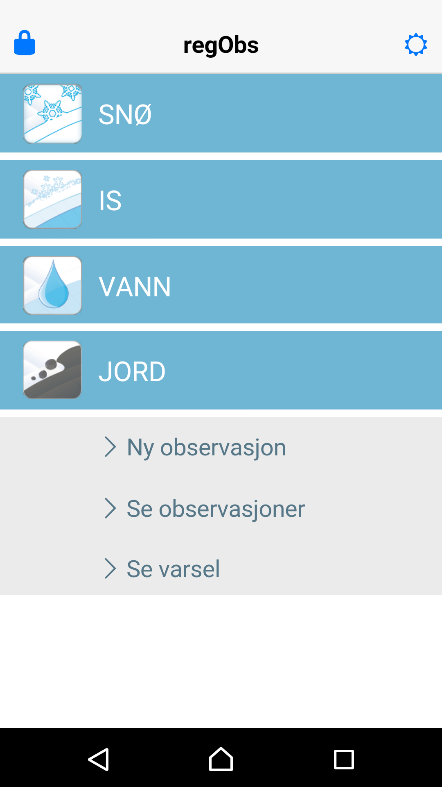 regObs
SNØ
IS
VANN
JORD
Ny observasjon
Se observasjoner
Se varsel